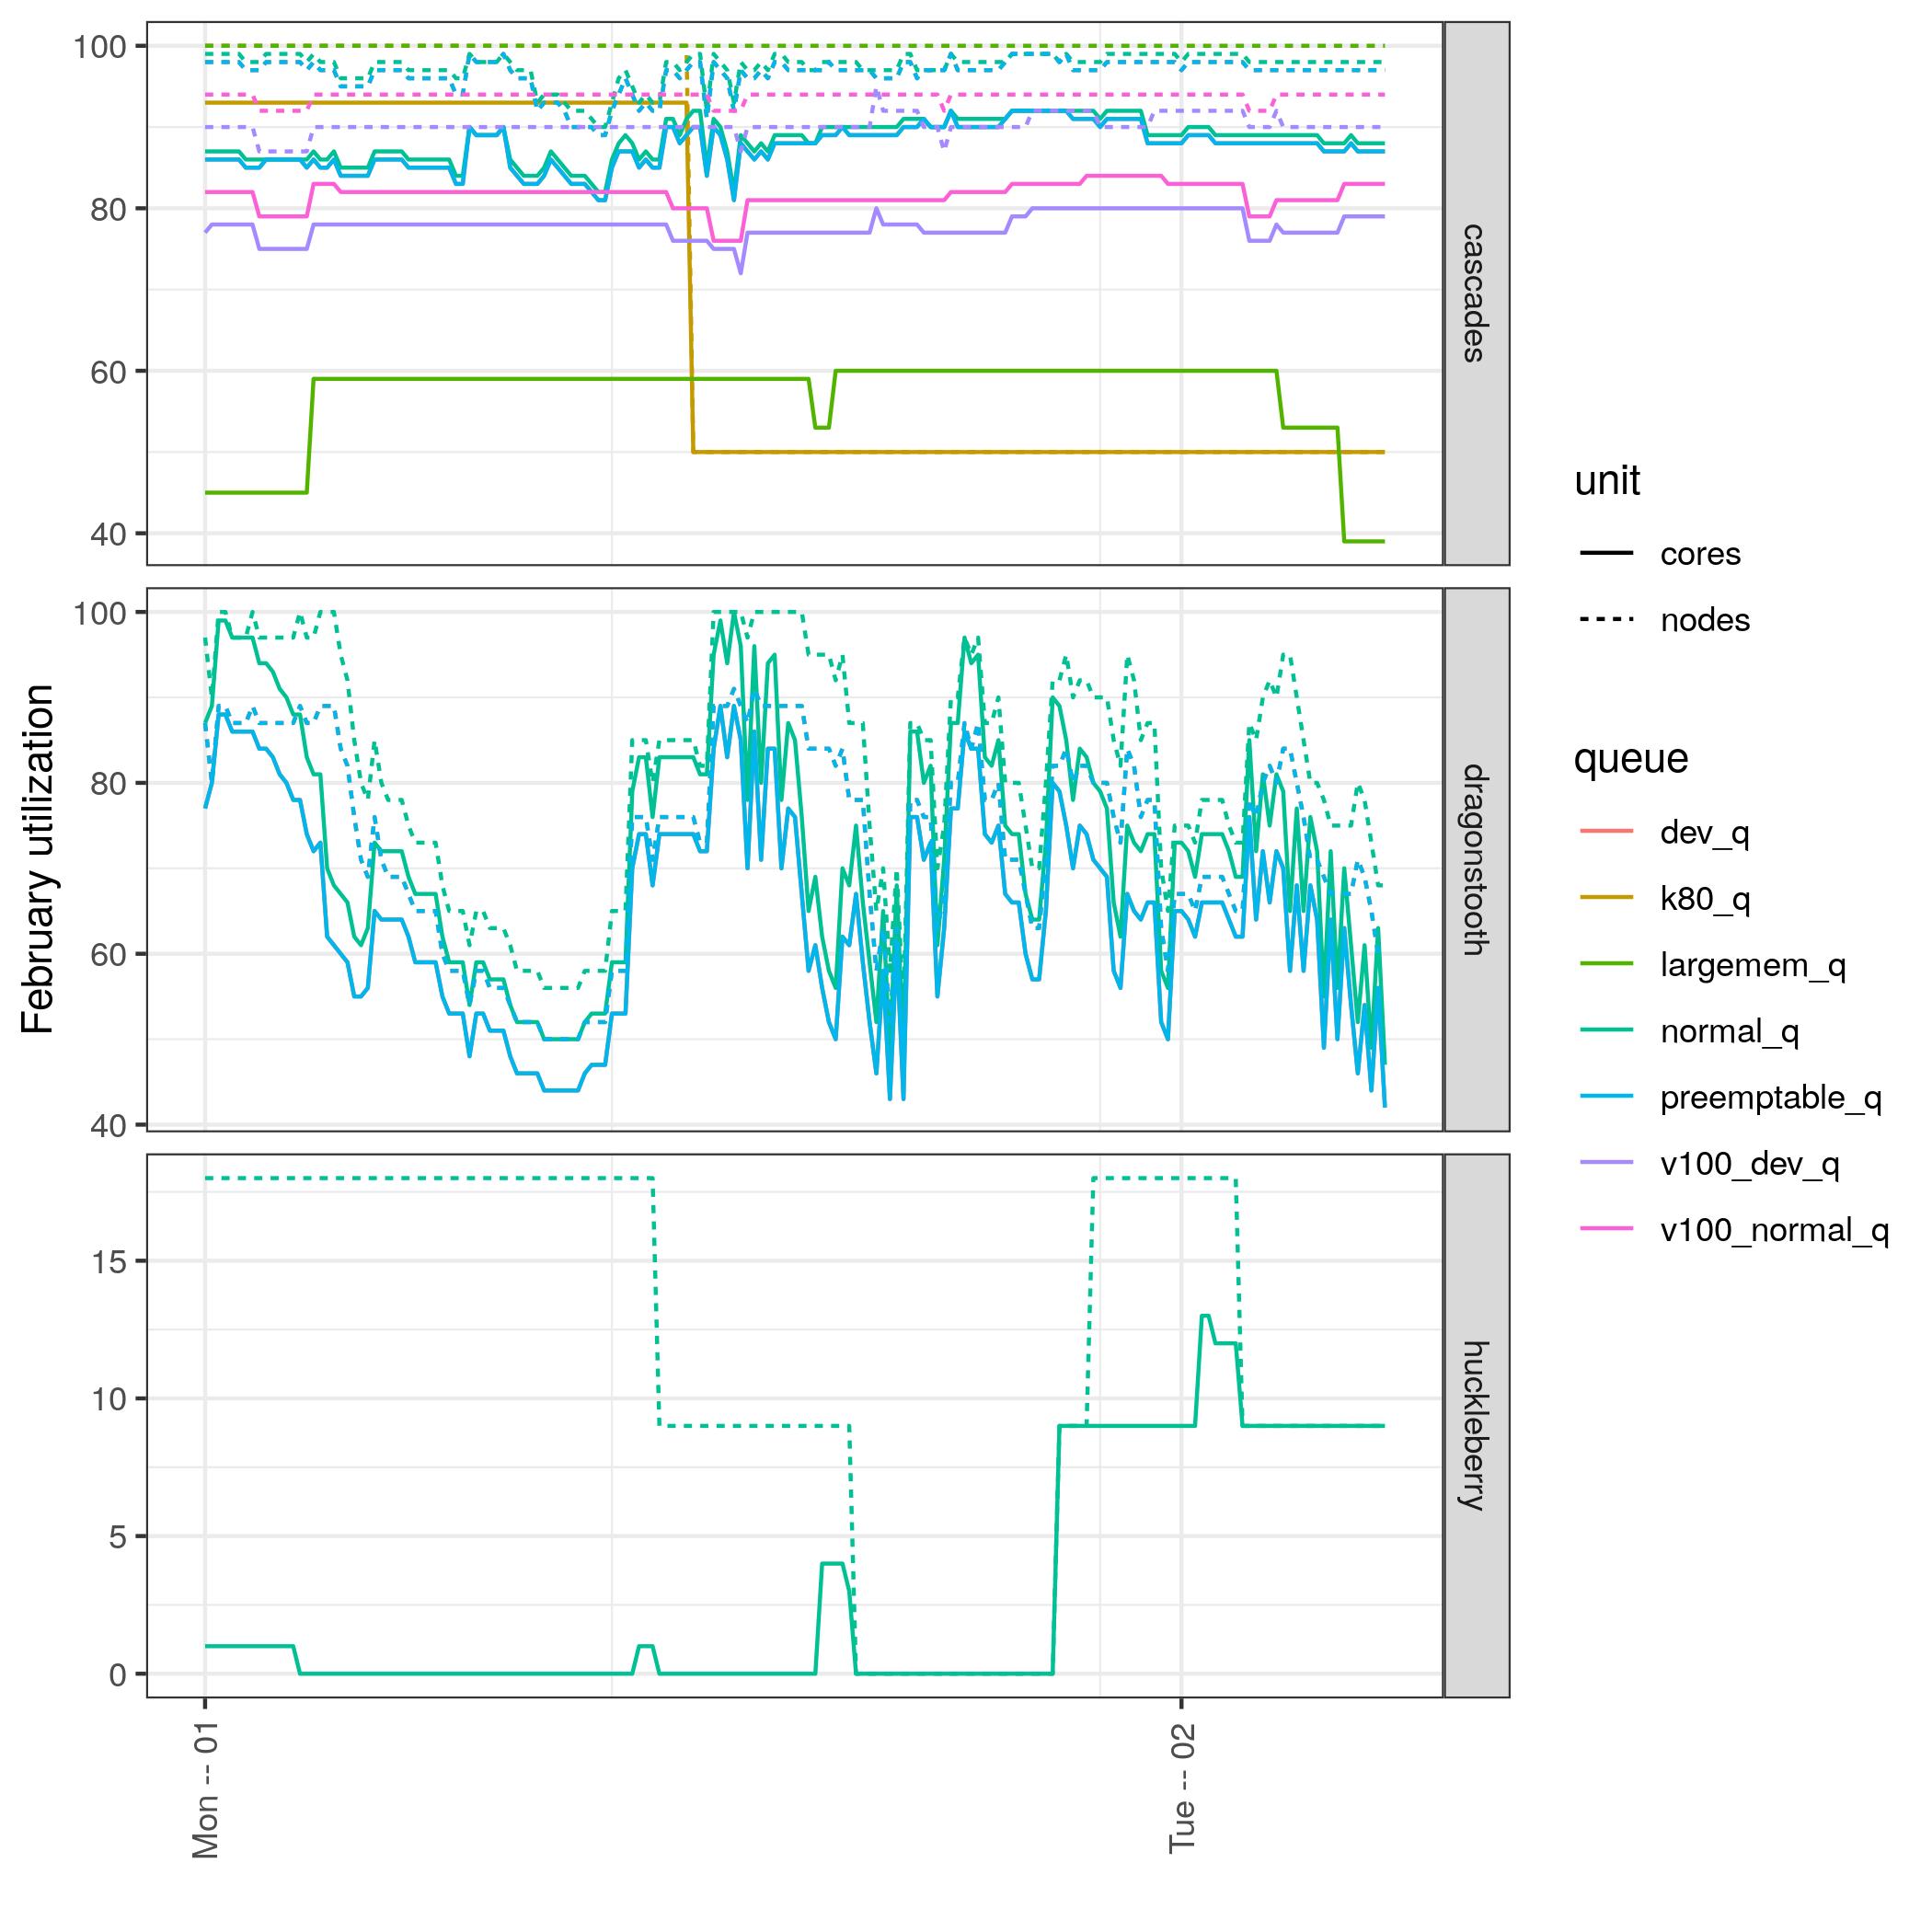 100
80
60
40
cascades
100
80
60
40
dragonstooth
15
10
5
0
huckleberry
February utilization
Mon -- 01
Tue -- 02
unit
cores
nodes
queue
dev_q
k80_q
largemem_q
normal_q
preemptable_q
v100_dev_q
v100_normal_q